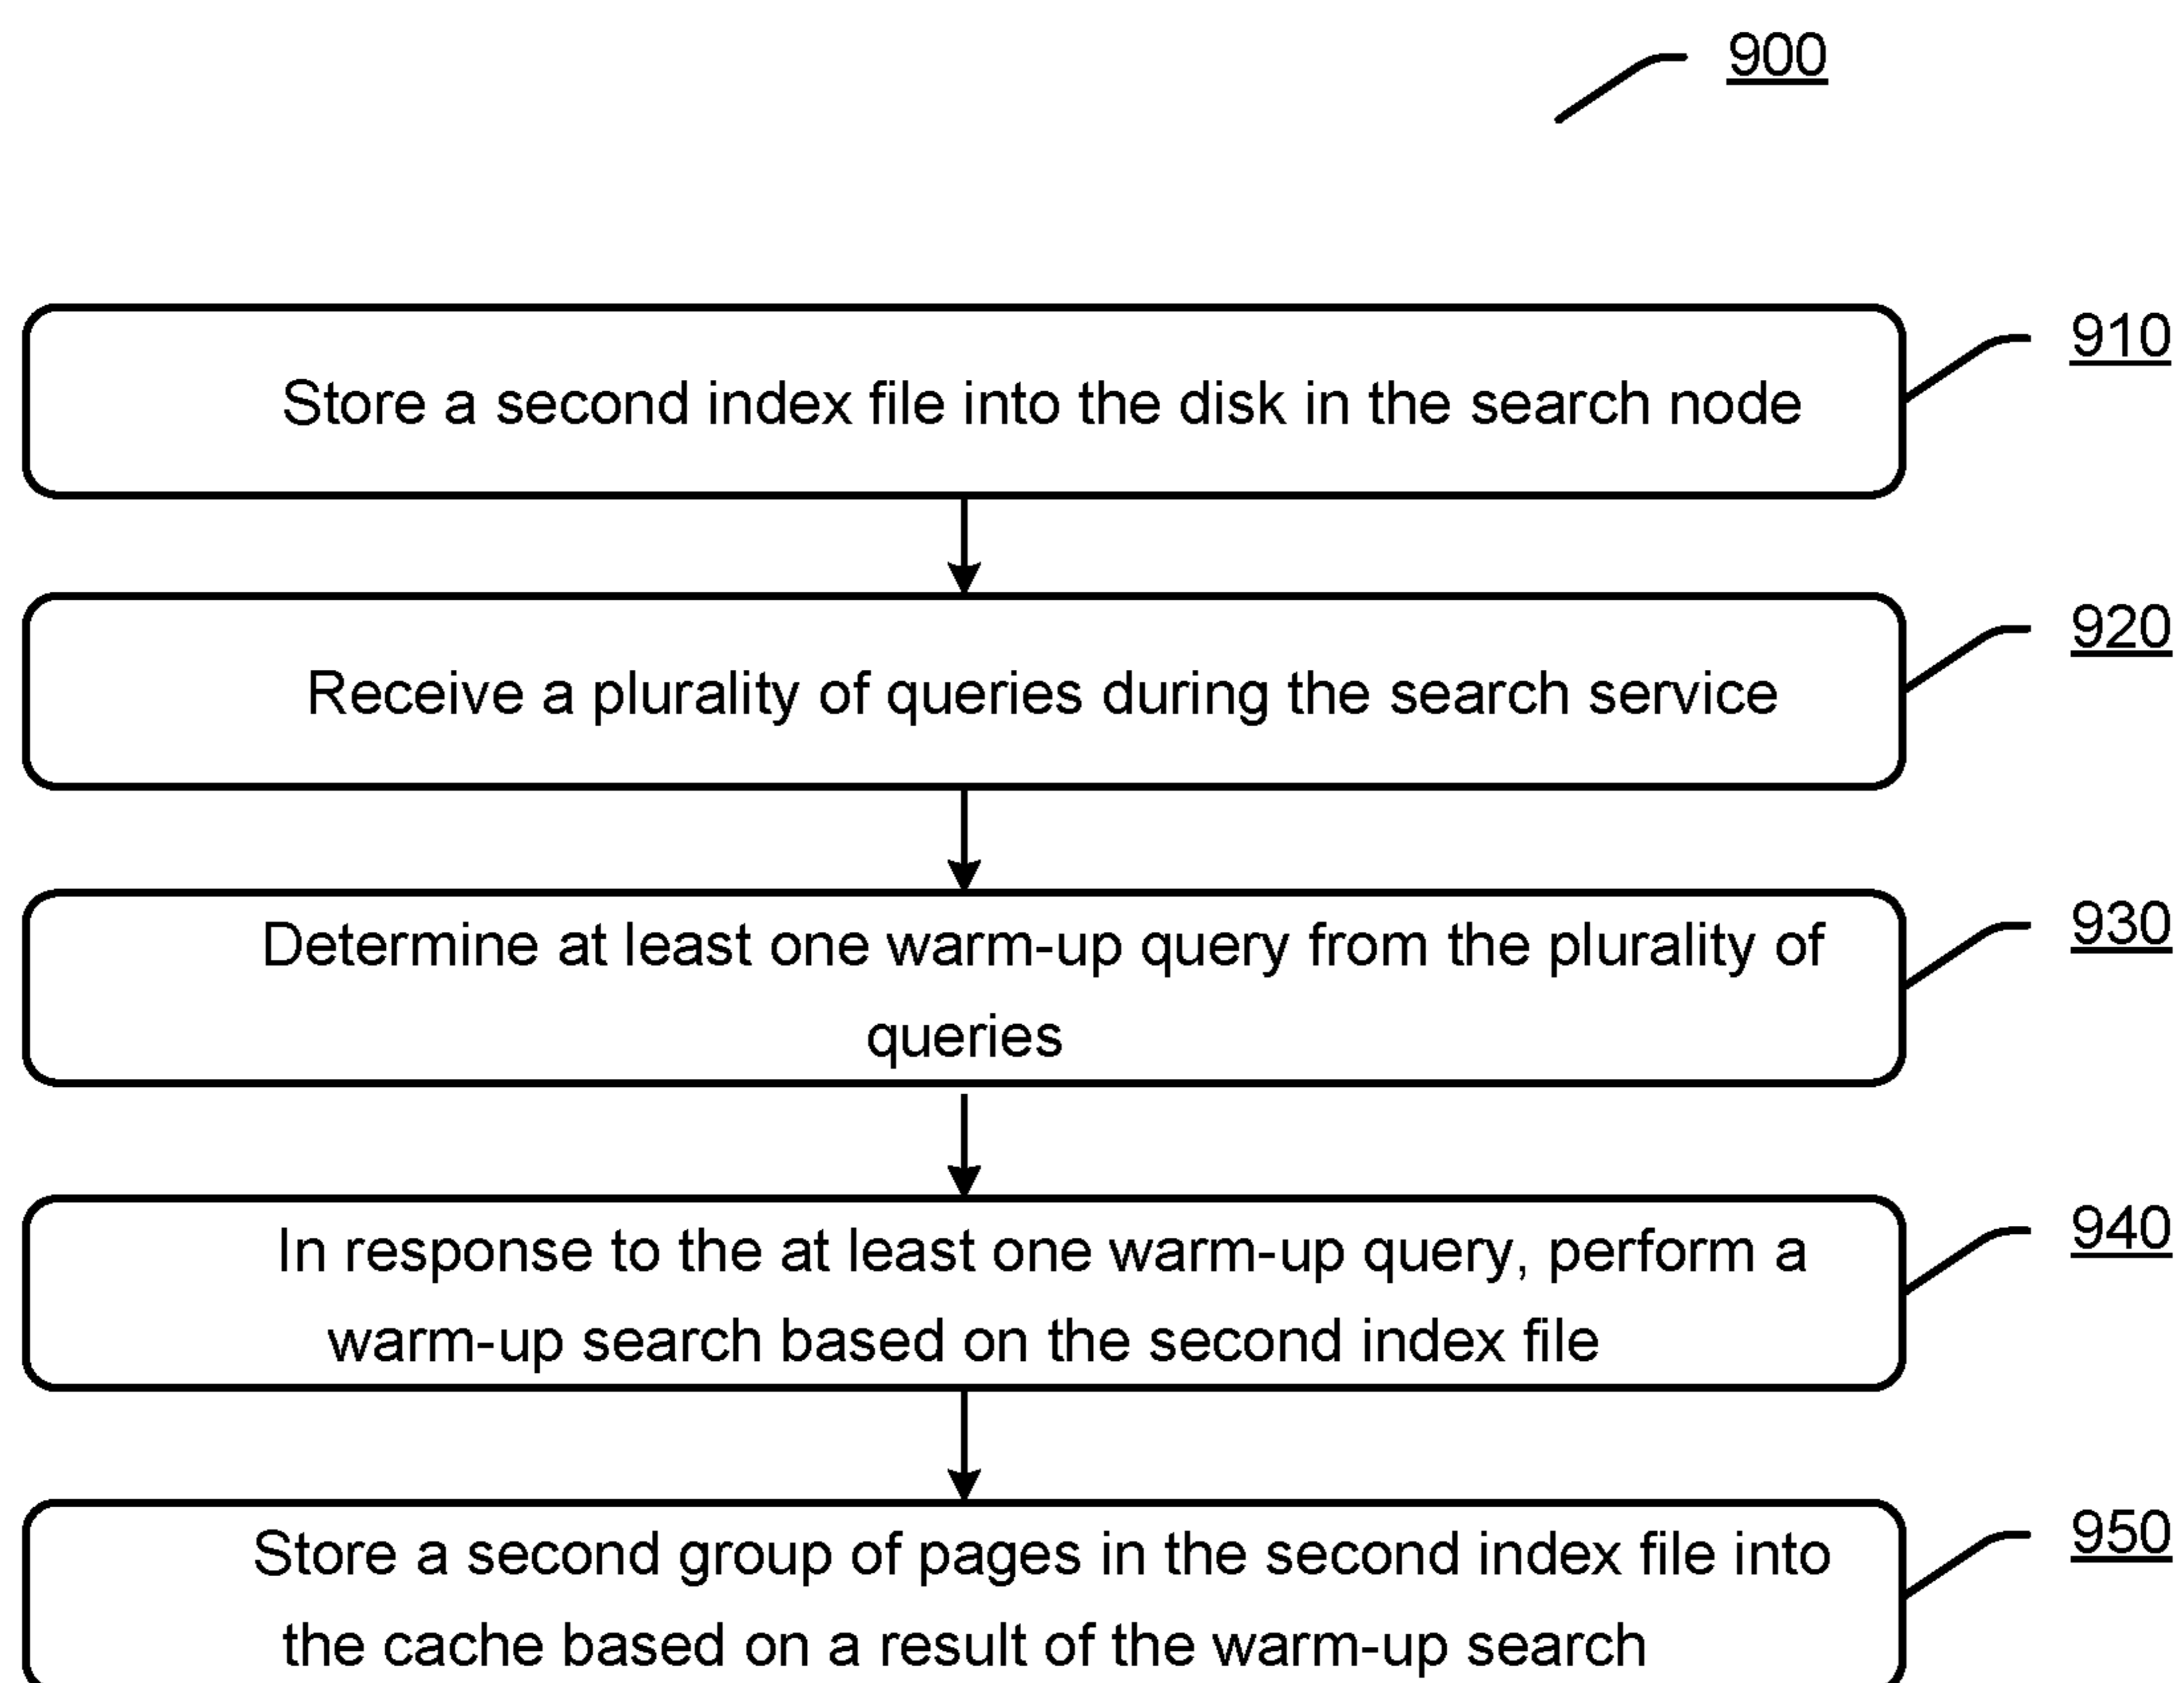 900
Store a second index file into the disk in the search node
910
Receive a plurality of queries during the search service
920
Determine at least one warm-up query from the plurality of
queries
930
In response to the at least one warm-up query, perform a
warm-up search based on the second index file
940
Store a second group of pages in the second index file into
the cache based on a result of the warm-up search
950